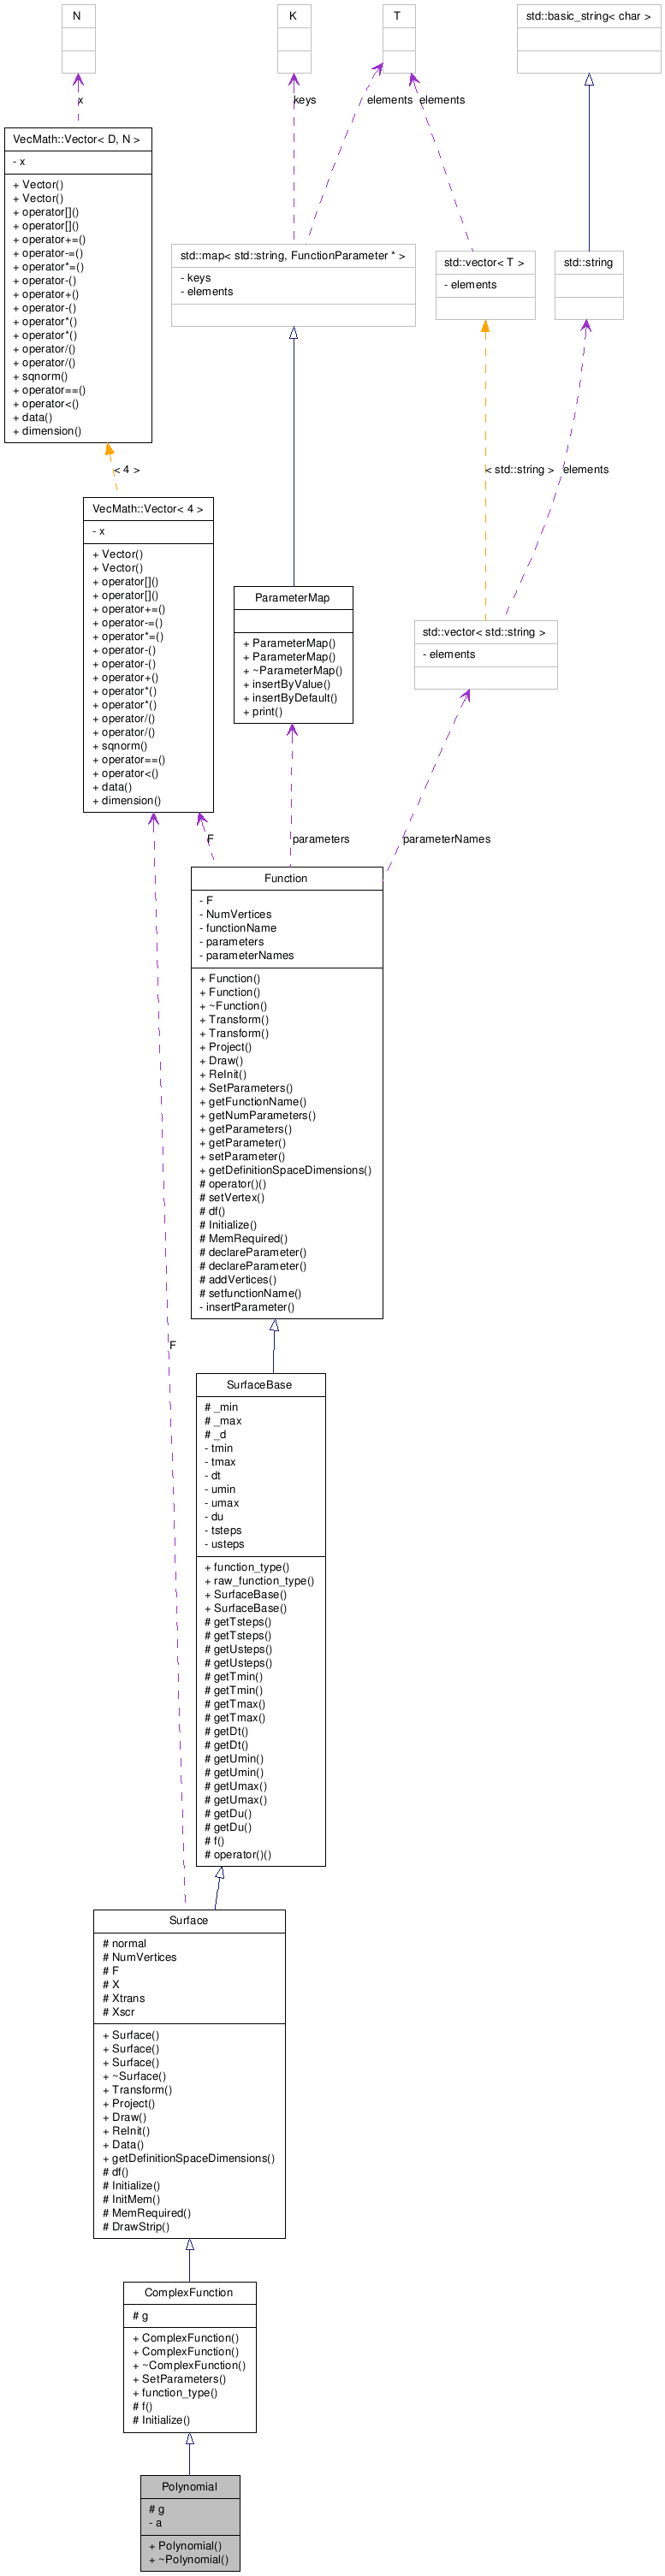 N
K
T
std::basic_string< char >
x
keys
elements
elements
VecMath::Vector< D, N >
- x
+ Vector()
+ Vector()
+ operator[]()
+ operator[]()
+ operator+=()
+ operator-=()
+ operator*=()
+ operator-()
+ operator+()
+ operator-()
+ operator*()
+ operator*()
+ operator/()
+ operator/()
+ sqnorm()
+ operator==()
+ operator<()
+ data()
+ dimension()
std::map< std::string, FunctionParameter * >
- keys
- elements
std::vector< T >
- elements
std::string
< 4 >
< std::string >
elements
VecMath::Vector< 4 >
- x
+ Vector()
+ Vector()
+ operator[]()
+ operator[]()
+ operator+=()
+ operator-=()
+ operator*=()
+ operator-()
+ operator-()
+ operator+()
+ operator*()
+ operator*()
+ operator/()
+ operator/()
+ sqnorm()
+ operator==()
+ operator<()
+ data()
+ dimension()
ParameterMap
+ ParameterMap()
+ ParameterMap()
+ ~ParameterMap()
+ insertByValue()
+ insertByDefault()
+ print()
std::vector< std::string >
- elements
F
parameters
parameterNames
Function
- F
- NumVertices
- functionName
- parameters
- parameterNames
+ Function()
+ Function()
+ ~Function()
+ Transform()
+ Transform()
+ Project()
+ Draw()
+ ReInit()
+ SetParameters()
+ getFunctionName()
+ getNumParameters()
+ getParameters()
+ getParameter()
+ setParameter()
+ getDefinitionSpaceDimensions()
# operator()()
# setVertex()
# df()
# Initialize()
# MemRequired()
# declareParameter()
# declareParameter()
# addVertices()
# setfunctionName()
- insertParameter()
F
SurfaceBase
# _min
# _max
# _d
- tmin
- tmax
- dt
- umin
- umax
- du
- tsteps
- usteps
+ function_type()
+ raw_function_type()
+ SurfaceBase()
+ SurfaceBase()
# getTsteps()
# getTsteps()
# getUsteps()
# getUsteps()
# getTmin()
# getTmin()
# getTmax()
# getTmax()
# getDt()
# getDt()
# getUmin()
# getUmin()
# getUmax()
# getUmax()
# getDu()
# getDu()
# f()
# operator()()
Surface
# normal
# NumVertices
# F
# X
# Xtrans
# Xscr
+ Surface()
+ Surface()
+ Surface()
+ ~Surface()
+ Transform()
+ Project()
+ Draw()
+ ReInit()
+ Data()
+ getDefinitionSpaceDimensions()
# df()
# Initialize()
# InitMem()
# MemRequired()
# DrawStrip()
ComplexFunction
# g
+ ComplexFunction()
+ ComplexFunction()
+ ~ComplexFunction()
+ SetParameters()
+ function_type()
# f()
# Initialize()
Polynomial
# g
- a
+ Polynomial()
+ ~Polynomial()